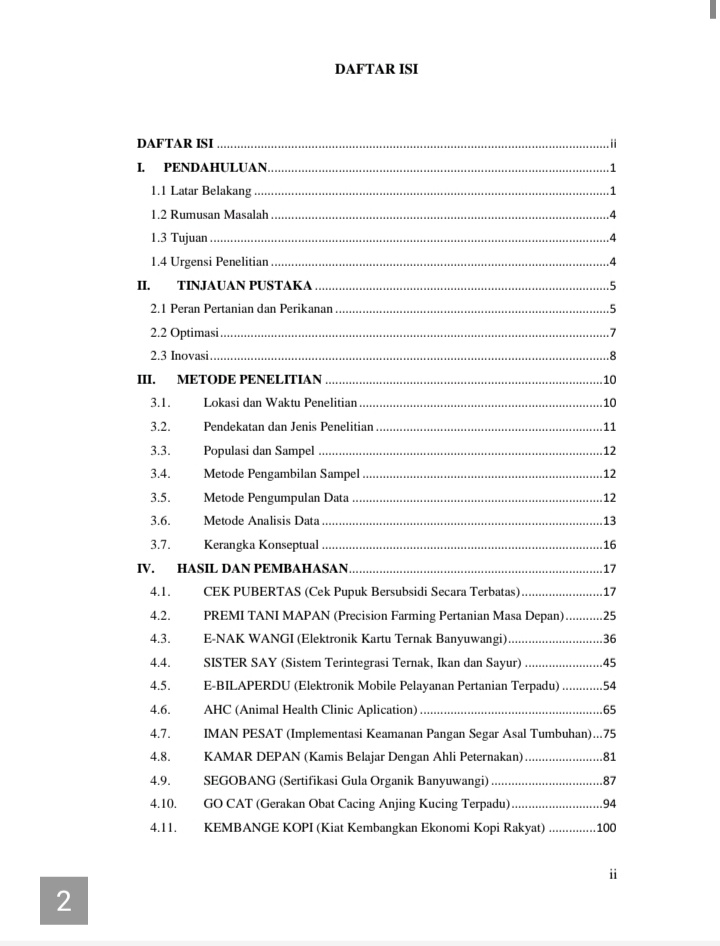 DAFTAR ISI
DAFTAR ISI ........................................ ii
I. PENDAHULUAN ........................................ 1
1.1 Latar Belakang ........................................ 1
1.2 Rumusan Masalah ........................................ 4
1.3 Tujuan ........................................ 4
1.4 Urgensi Penelitian ........................................ 4
II. TINJAUAN PUSTAKA ........................................ 5
2.1 Peran Pertanian dan Perikanan ........................................ 5
2.2 Optimasi ........................................ 7
2.3 Inovasi ........................................ 8
III. METODE PENELITIAN ........................................ 10
3.1. Lokasi dan Waktu Penelitian ........................................ 10
3.2. Pendekatan dan Jenis Penelitian ........................................ 11
3.3. Populasi dan Sampel ........................................ 12
3.4. Metode Pengambilan Sampel ........................................ 12
3.5. Metode Pengumpulan Data ........................................ 12
3.6. Metode Analisis Data ........................................ 13
3.7. Kerangka Konseptual ........................................ 16
IV. HASIL DAN PEMBAHASAN ........................................ 17
4.1. CEK PUBERTAS (Cek Pupuk Bersubsidi Secara Terbatas) ........................ 17
4.2. PREMI TANI MAPAN (Precision Farming Pertanian Masa Depan) ........... 25
4.3. E-NAK WANGI (Elektronik Kartu Ternak Banyuwangi) ............................ 36
4.4. SISTER SAY (Sistem Terintegrasi Ternak, Ikan dan Sayur) ....................... 45
4.5. E-BILAPERDU (Elektronik Mobile Pelayanan Pertanian Terpadu) ............ 54
4.6. AHC (Animal Health Clinic Aplication) ........................................ 65
4.7. IMAN PESAT (Implementasi Keamanan Pangan Segar Asal Tumbuhan)... 75
4.8. KAMAR DEPAN (Kamis Belajar Dengan Ahli Peternakan) ....................... 81
4.9. SEGOBANG (Sertifikasi Gula Organik Banyuwangi) ................................. 87
4.10. GO CAT (Gerakan Obat Cacing Anjing Kucing Terpadu) ........................... 94
4.11. KEMBANGE KOPI (Kiat Kembangkan Ekonomi Kopi Rakyat) .............. 100
ii
2